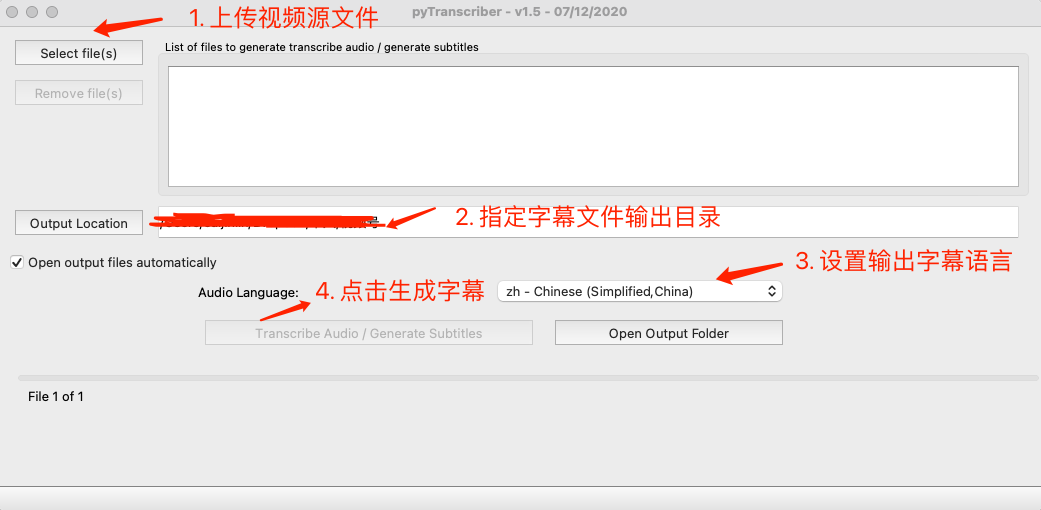 pyTranscriber - v1.5 - 07/12/2020
1. 上传视频源文件
Select file(s)
List of files to generate transcribe audio / generate subtitles
Remove file(s)
Output Location
号
2. 指定字幕文件输出目录
Open output files automatically
3. 设置输出字幕语言
Audio Language:
4. 点击生成字幕
zh - Chinese (Simplified,China)
Transcribe Audio / Generate Subtitles
Open Output Folder
File 1 of 1